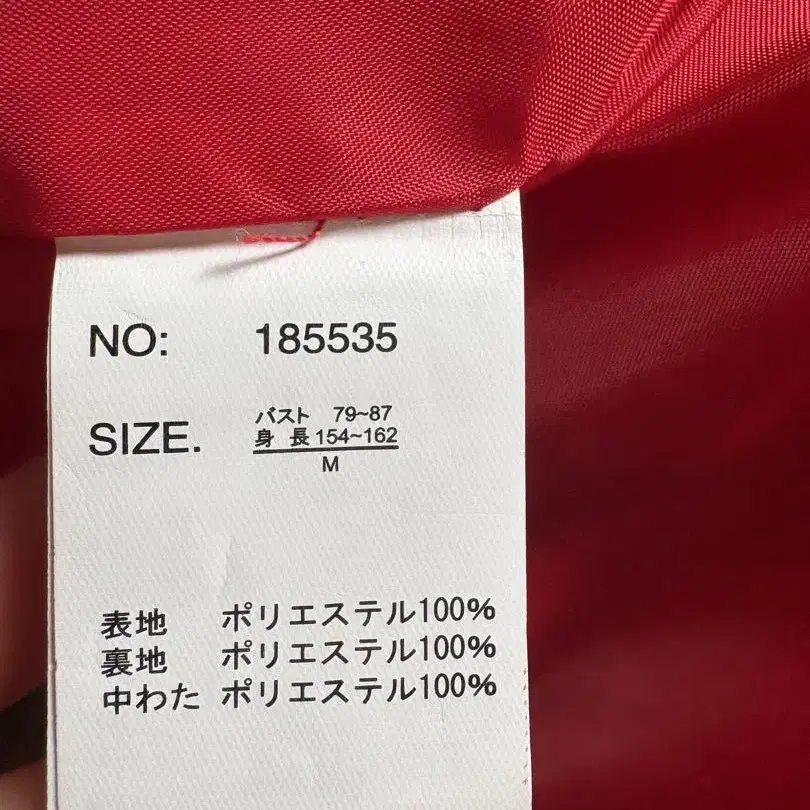 NO: 185535
バスト 79~87
SIZE. 身 長 154~162
M
表地 ポリエステル100%
裏地 ポリエステル100%
中わた ポリエステル100%